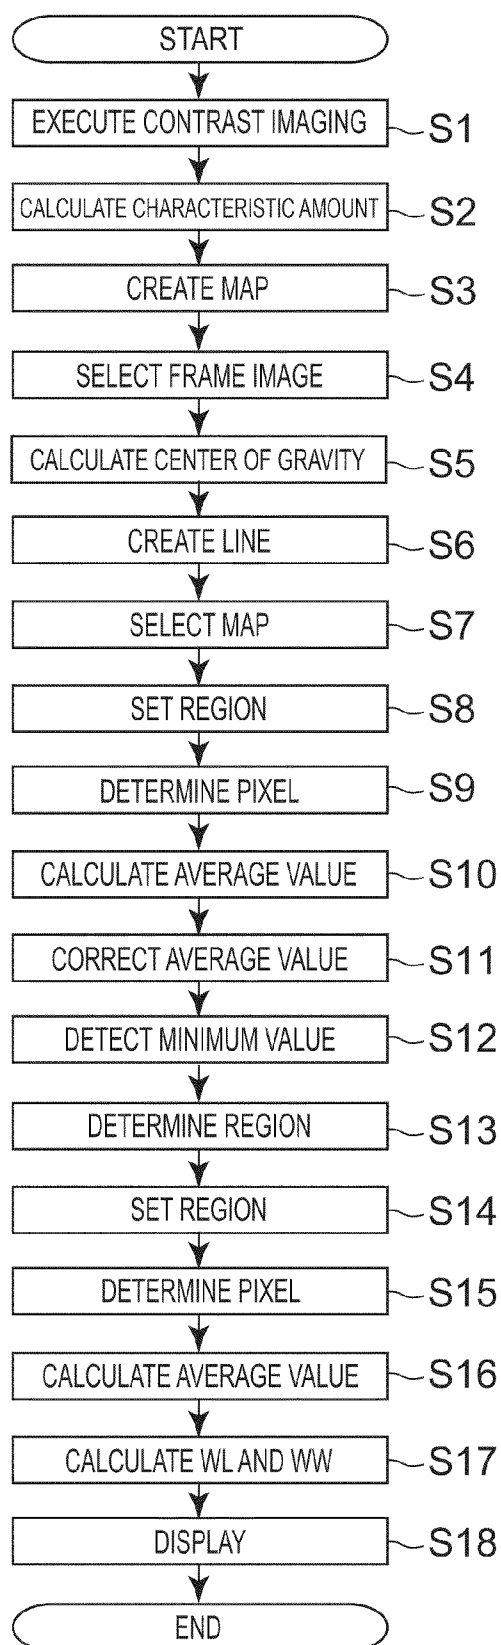 START
EXECUTE CONTRAST IMAGING S1
CALCULATE CHARACTERISTIC AMOUNT S2
CREATE MAP S3
SELECT FRAME IMAGE S4
CALCULATE CENTER OF GRAVITY S5
CREATE LINE S6
SELECT MAP S7
SET REGION S8
DETERMINE PIXEL S9
CALCULATE AVERAGE VALUE S10
CORRECT AVERAGE VALUE S11
DETECT MINIMUM VALUE S12
DETERMINE REGION S13
SET REGION S14
DETERMINE PIXEL S15
CALCULATE AVERAGE VALUE S16
CALCULATE WL AND WW S17
DISPLAY S18
END